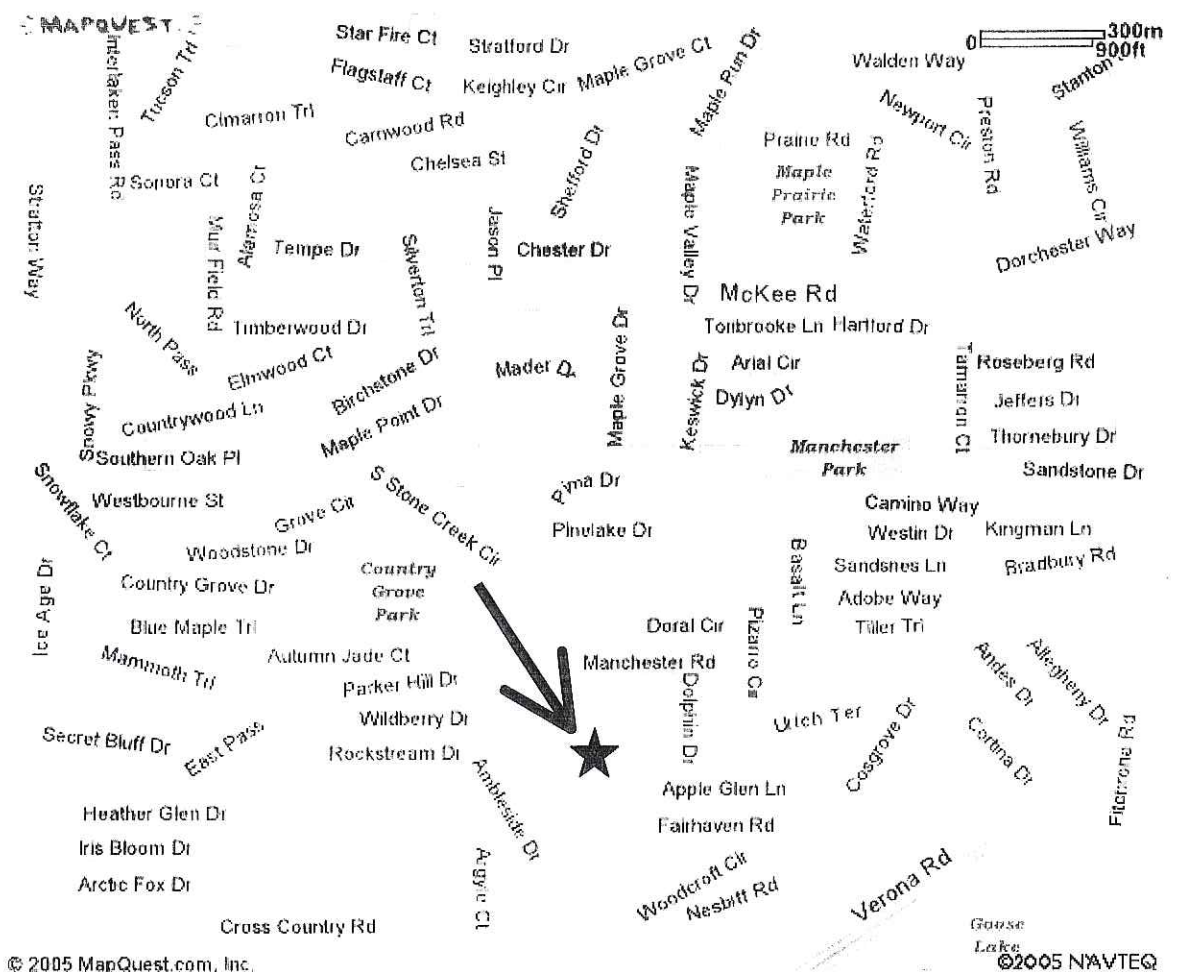 MAPQUEST
300m
0
900ft
Star Fire Ct
Stratford Dr
Maple Grove Ct
Maple Run Dr
Walden Way
Stanton
Interlaken Pass Rd
Tucson Trl
Flagstaff Ct
Keighley Cir
Newport Cir
Preston Rd
Cimarron Trl
Carnwood Rd
Chelsea St
Shefford Dr
Prairie Rd
Maple
Prairie
Park
Waterford Rd
Williams Cir
Sonora Ct
Alamosa Cr
Stratton Way
Muir Field Rd
Tempe Dr
Silverton Trl
Jason Pl
Chester Dr
Maple Valley Dr
Dorchester Way
McKee Rd
North Pass
Timberwood Dr
Tonbrooke Ln
Hartford Dr
Elmwood Ct
Birchstone Dr
Mader Dr
Maple Grove Dr
Keswick Dr
Arial Cir
Tamarron Ct
Roseberg Rd
Snowy Pkwy
Countrywood Ln
Maple Point Dr
Dylyn Dr
Jeffers Dr
Southern Oak Pl
Manchester
Park
Thornebury Dr
Sandstone Dr
Snowflake Ct
Westbourne St
Grove Cir
S Stone Creek Cir
Pima Dr
Camino Way
Woodstone Dr
Pinelake Dr
Westin Dr
Kingman Ln
Ice Age Dr
Country Grove Dr
Country
Grove
Park
Basalt Ln
Sandsnes Ln
Bradbury Rd
Adobe Way
Blue Maple Trl
Doral Cir
Pizarro Cir
Tiller Trl
Mammoth Trl
Autumn Jade Ct
Manchester Rd
Andes Dr
Allegheny Dr
Parker Hill Dr
Dolphin Dr
Wildberry Dr
Urich Ter
Cosgrove Dr
Secret Bluff Dr
East Pass
Rockstream Dr
Cortina Dr
Fitchrona Rd
Ambleside Dr
Apple Glen Ln
Heather Glen Dr
Fairhaven Rd
Iris Bloom Dr
Arctic Fox Dr
Argyle Ct
Woodcroft Cir
Nesbitt Rd
Verona Rd
Cross Country Rd
Goose
Lake
© 2005 MapQuest.com, Inc.
©2005 NAVTEQ